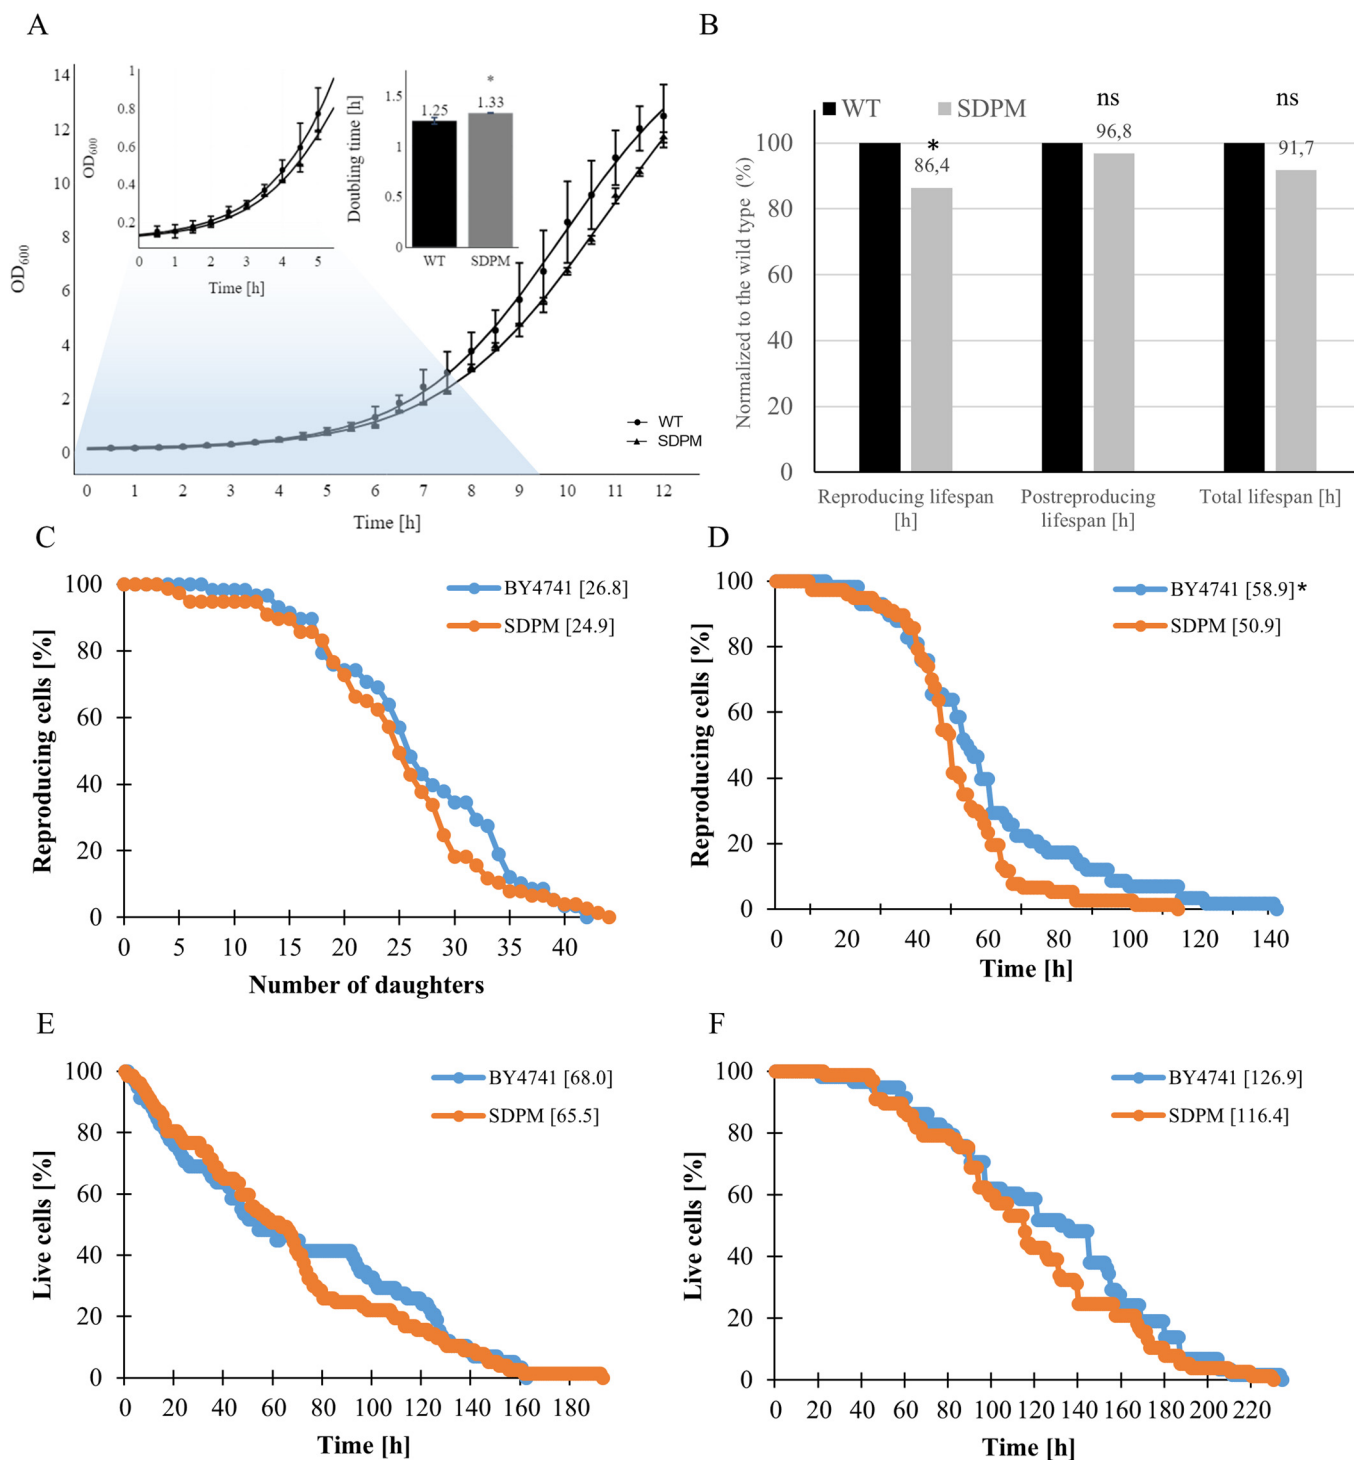 A
14
12
10
8
6
4
2
0
OD600
0 1 2 3 4 5 6 7 8 9 10 11 12
Time [h]
WT
SDPM
1
0.8
0.6
0.4
0.2
OD600
0 1 2 3 4 5
Time [h]
Doubling time [h]
1.5
1
0.5
0
1.25
*
1.33
WT SDPM
B
WT SDPM
ns ns
*
86,4
96,8
91,7
Normalized to the wild type (%)
100
80
60
40
20
0
Reproducing lifespan
[h]
Postreproducing
lifespan [h]
Total lifespan [h]
C
BY4741 [26.8]
SDPM [24.9]
Reproducing cells [%]
100
80
60
40
20
0
0 5 10 15 20 25 30 35 40
Number of daughters
D
BY4741 [58.9]*
SDPM [50.9]
Reproducing cells [%]
100
80
60
40
20
0
0 20 40 60 80 100 120 140
Time [h]
E
BY4741 [68.0]
SDPM [65.5]
Live cells [%]
100
80
60
40
20
0
0 20 40 60 80 100 120 140 160 180
Time [h]
F
BY4741 [126.9]
SDPM [116.4]
Live cells [%]
100
80
60
40
20
0
0 20 40 60 80 100 120 140 160 180 200 220
Time [h]